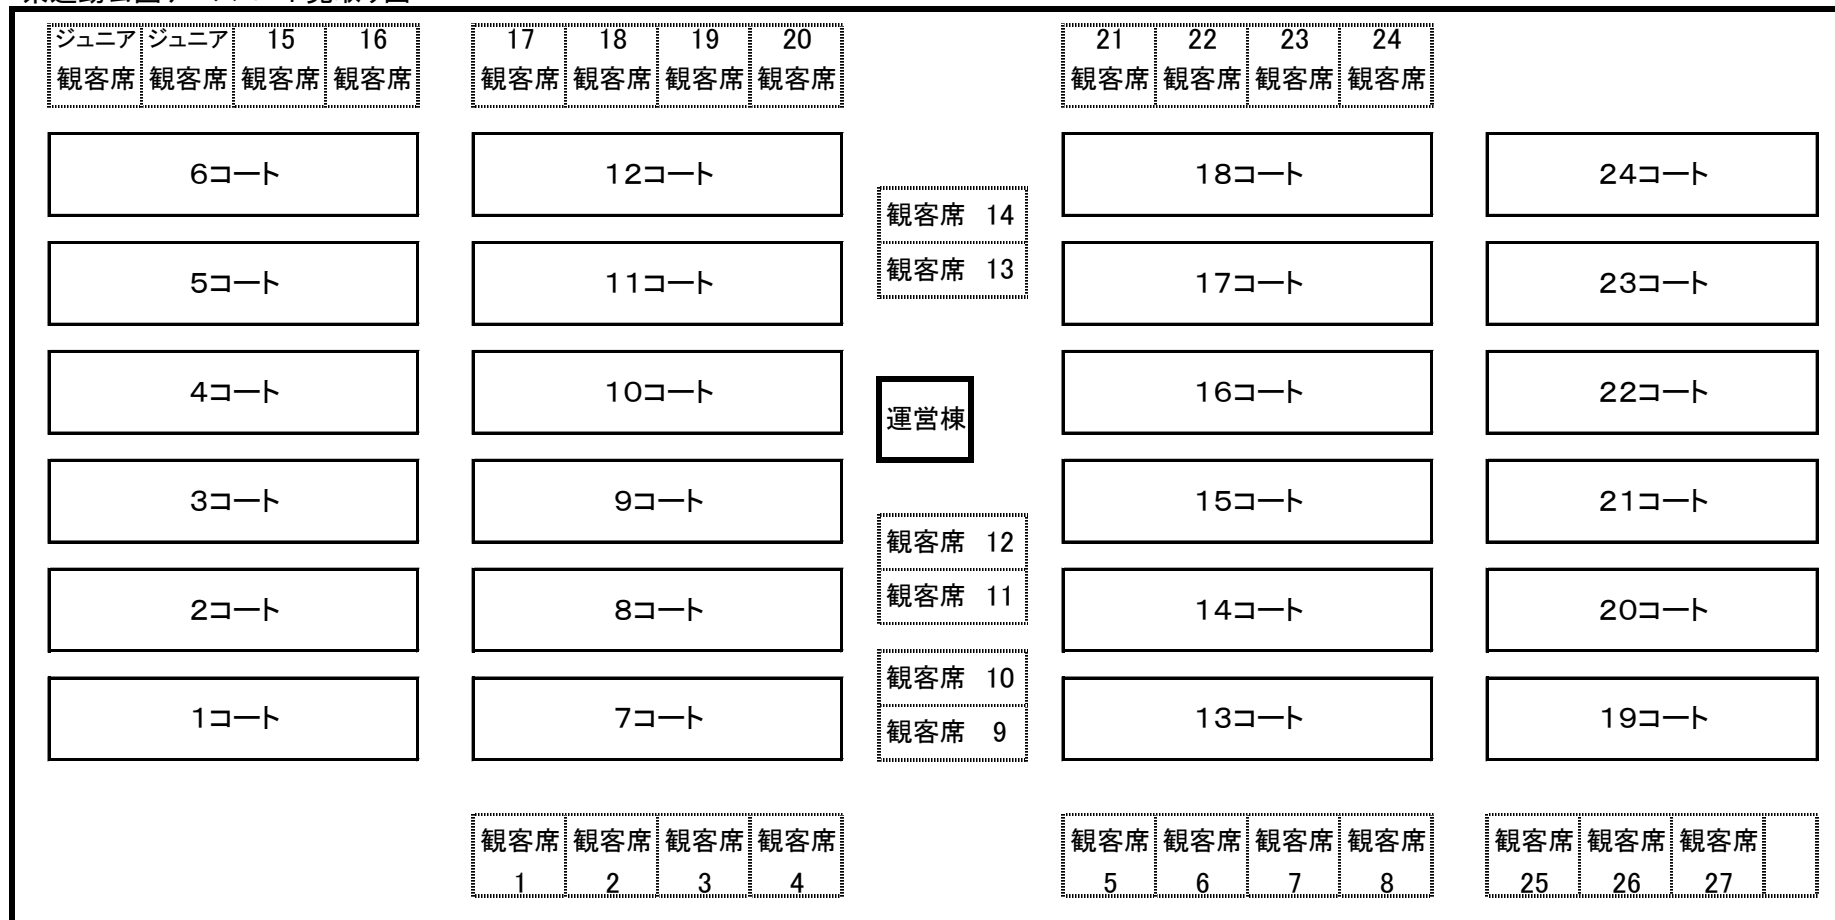 ジュニア ジュニア 15 16 17 18 19 20 21 22 23 24
観客席 観客席 観客席 観客席 観客席 観客席 観客席 観客席 観客席 観客席 観客席 観客席
6コート 12コート 18コート 24コート
観客席 14
観客席 13
5コート 11コート 17コート 23コート
4コート 10コート 16コート 22コート
運営棟
3コート 9コート 15コート 21コート
観客席 12
観客席 11
2コート 8コート 14コート 20コート
観客席 10
観客席 9
1コート 7コート 13コート 19コート
観客席 観客席 観客席 観客席 観客席 観客席 観客席 観客席 観客席 観客席 観客席
1 2 3 4 5 6 7 8 25 26 27